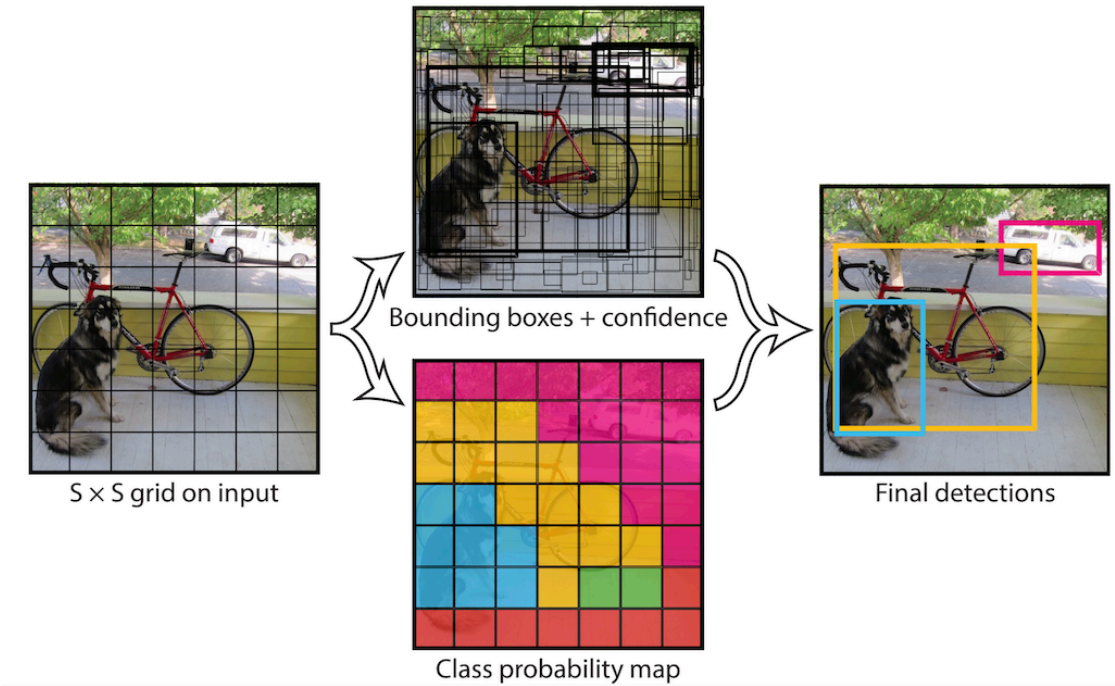 S × S grid on input
Bounding boxes + confidence
Class probability map
Final detections